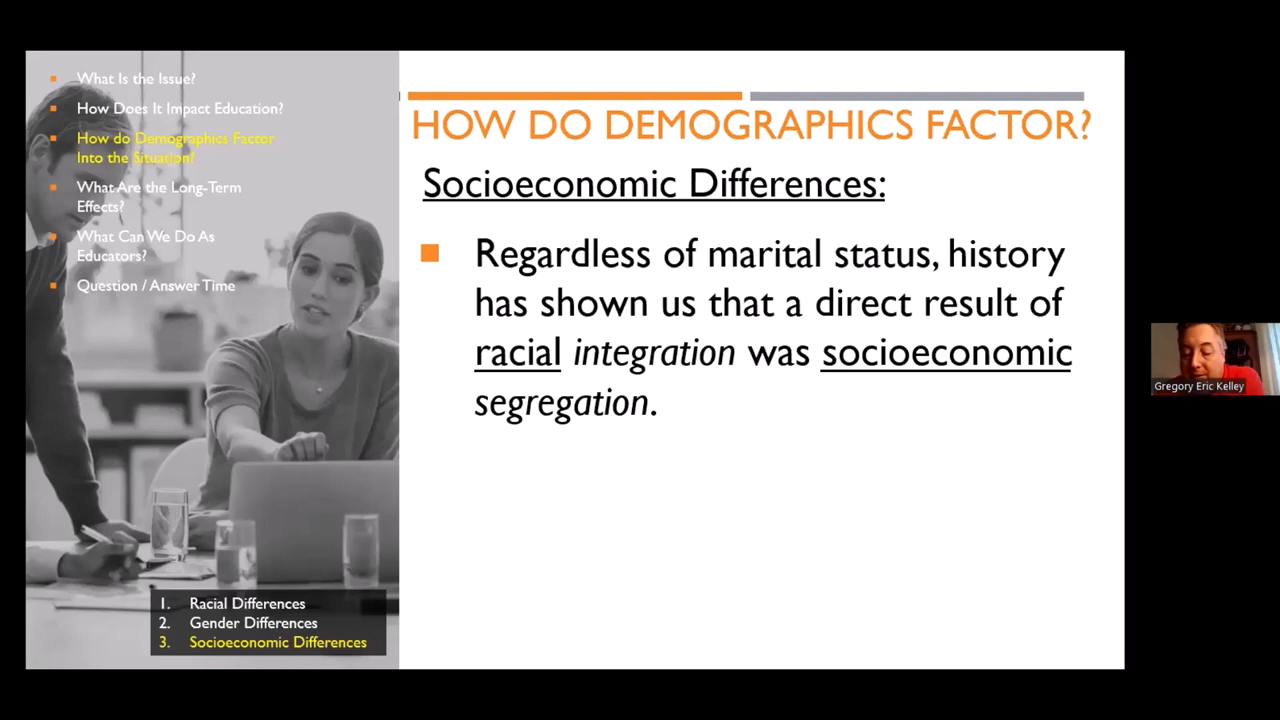 What Is the Issue?
How Does It Impact Education?
How do Demographics Factor
Into the Situation?
What Are the Long-Term
Effects?
What Can We Do As
Educators?
Question / Answer Time
1. Racial Differences
2. Gender Differences
3. Socioeconomic Differences
HOW DO DEMOGRAPHICS FACTOR?
Socioeconomic Differences:
Regardless of marital status, history
has shown us that a direct result of
racial integration was socioeconomic
segregation.
Gregory Eric Kelley